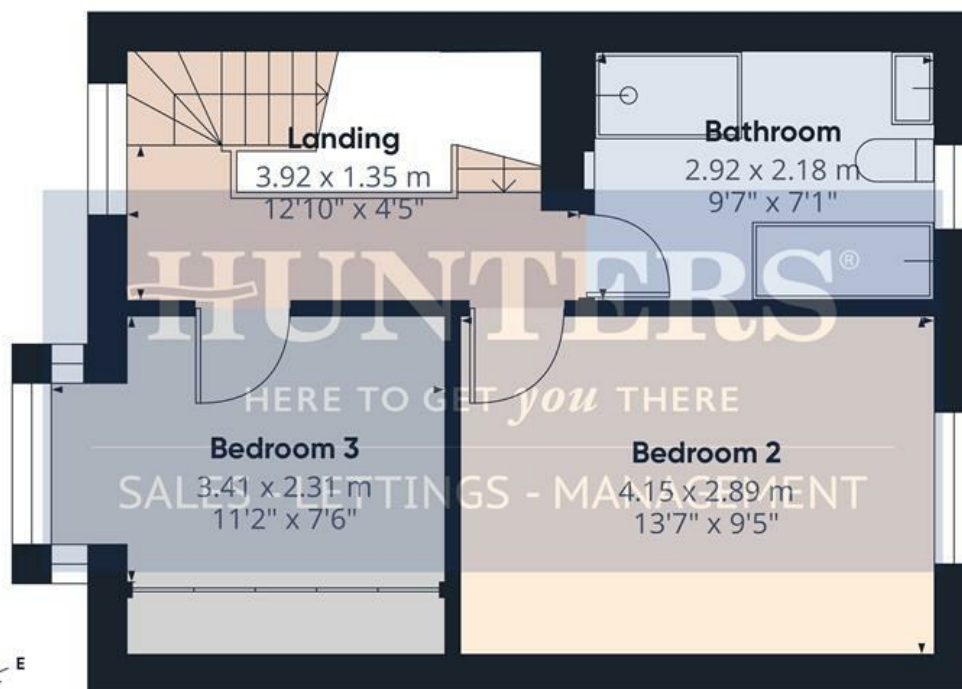 Landing
3.92 x 1.35 m
12'10" x 4'5"
Bathroom
2.92 x 2.18 m
9'7" x 7'1"
HUNTERS®
HERE TO GET you THERE
Bedroom 3
3.41 x 2.31 m
11'2" x 7'6"
Bedroom 2
4.15 x 2.89 m
13'7" x 9'5"
SALES - LETTINGS - MANAGEMENT
E